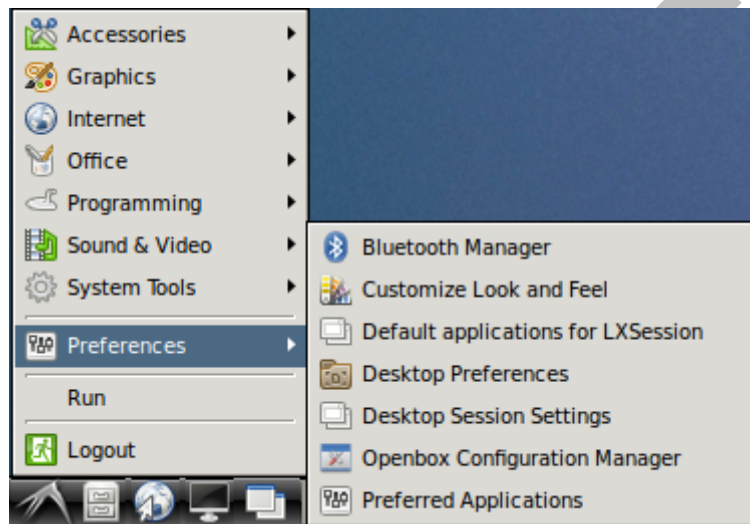 Accessories
Graphics
Internet
Office
Programming
Sound & Video
System Tools
Preferences
Run
Logout
Bluetooth Manager
Customize Look and Feel
Default applications for LXSession
Desktop Preferences
Desktop Session Settings
Openbox Configuration Manager
Preferred Applications